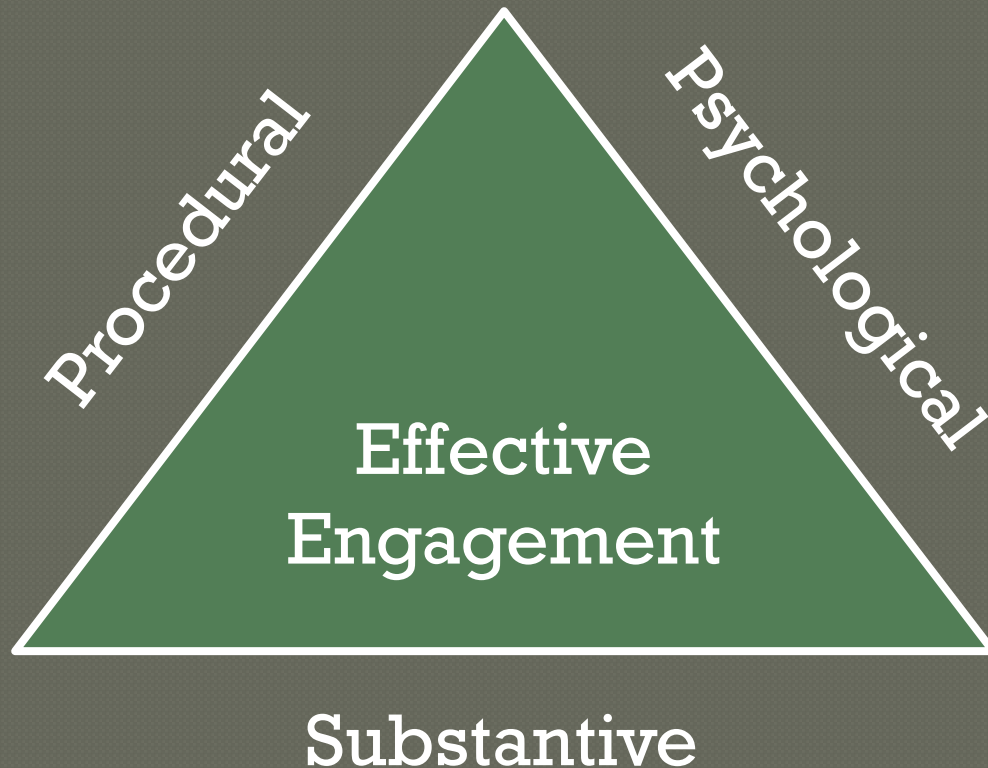 Procedural
Psychological
Effective
Engagement
Substantive